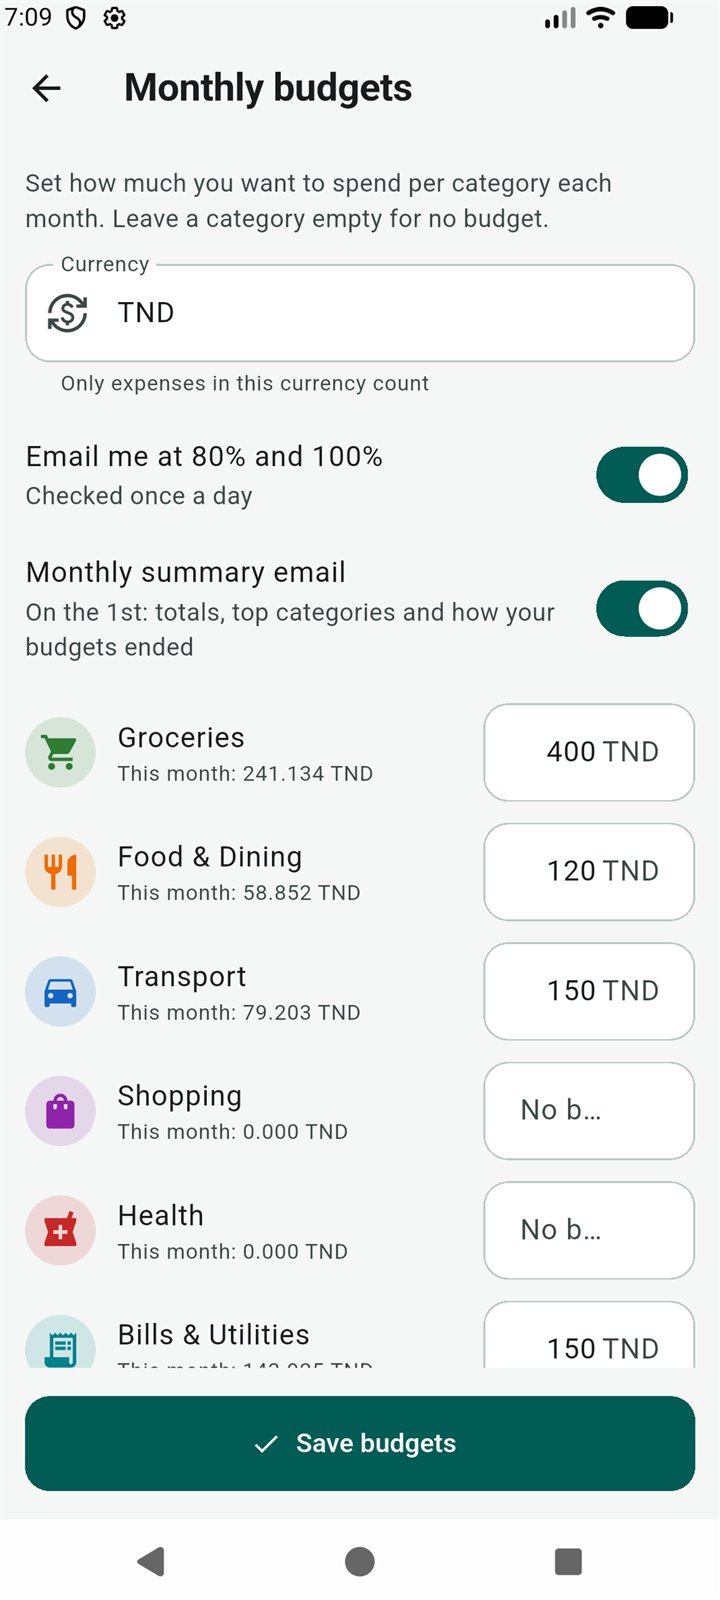 7:09
Monthly budgets
Set how much you want to spend per category each
month. Leave a category empty for no budget.
Currency
TND
Only expenses in this currency count
Email me at 80% and 100%
Checked once a day
Monthly summary email
On the 1st: totals, top categories and how your
budgets ended
Groceries
This month: 241.134 TND
400 TND
Food & Dining
This month: 58.852 TND
120 TND
Transport
This month: 79.203 TND
150 TND
Shopping
This month: 0.000 TND
No b...
Health
This month: 0.000 TND
No b...
Bills & Utilities
150 TND
Save budgets